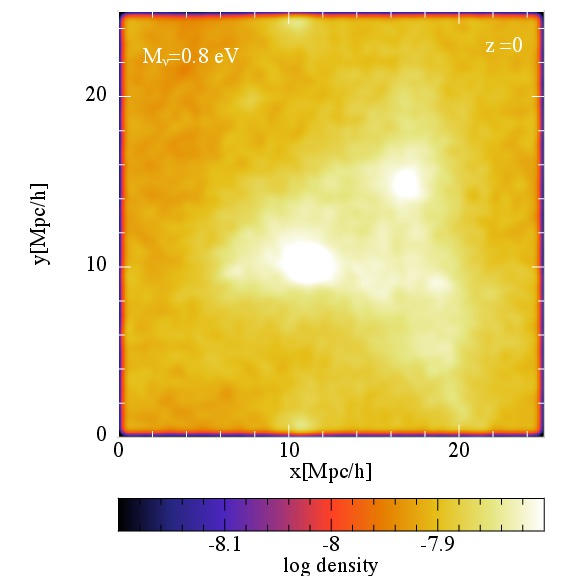 Mν=0.8 eV
z =0
y[Mpc/h]
20
10
0
0 10 20
x[Mpc/h]
-8.1 -8 -7.9
log density